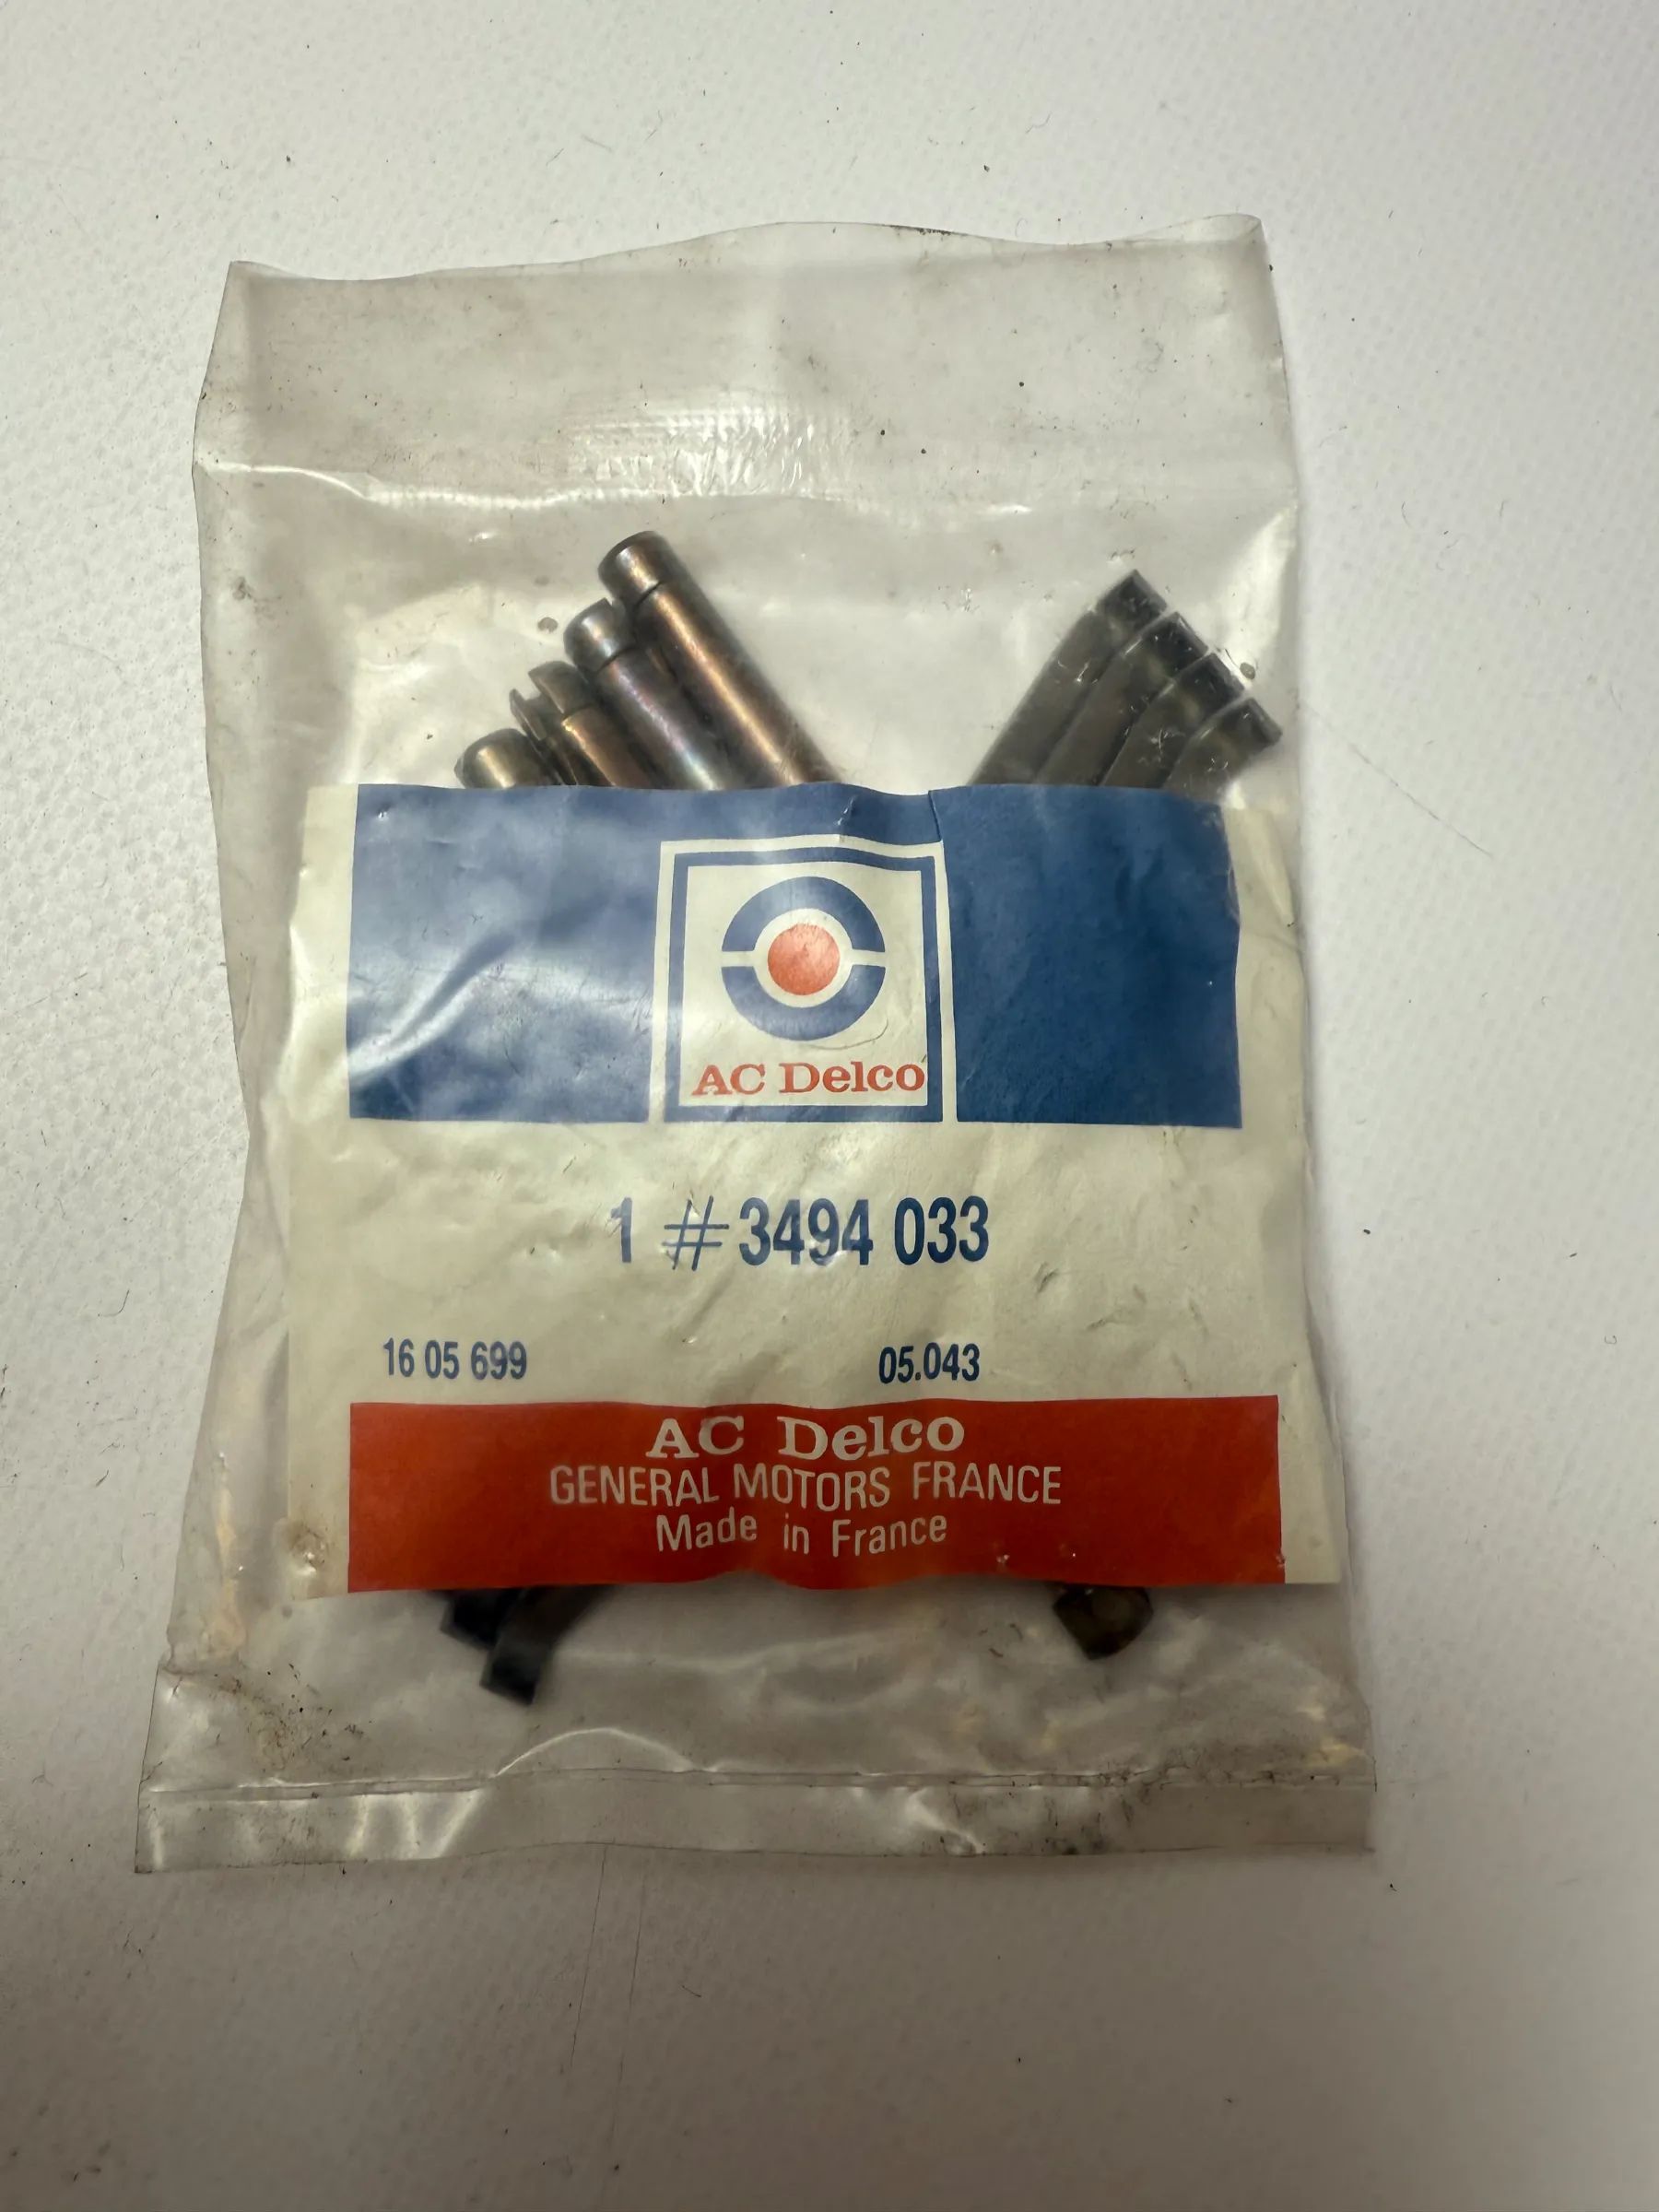 AC Delco
1 # 3494 033
16 05 699 05.043
AC Delco
GENERAL MOTORS FRANCE
Made in France